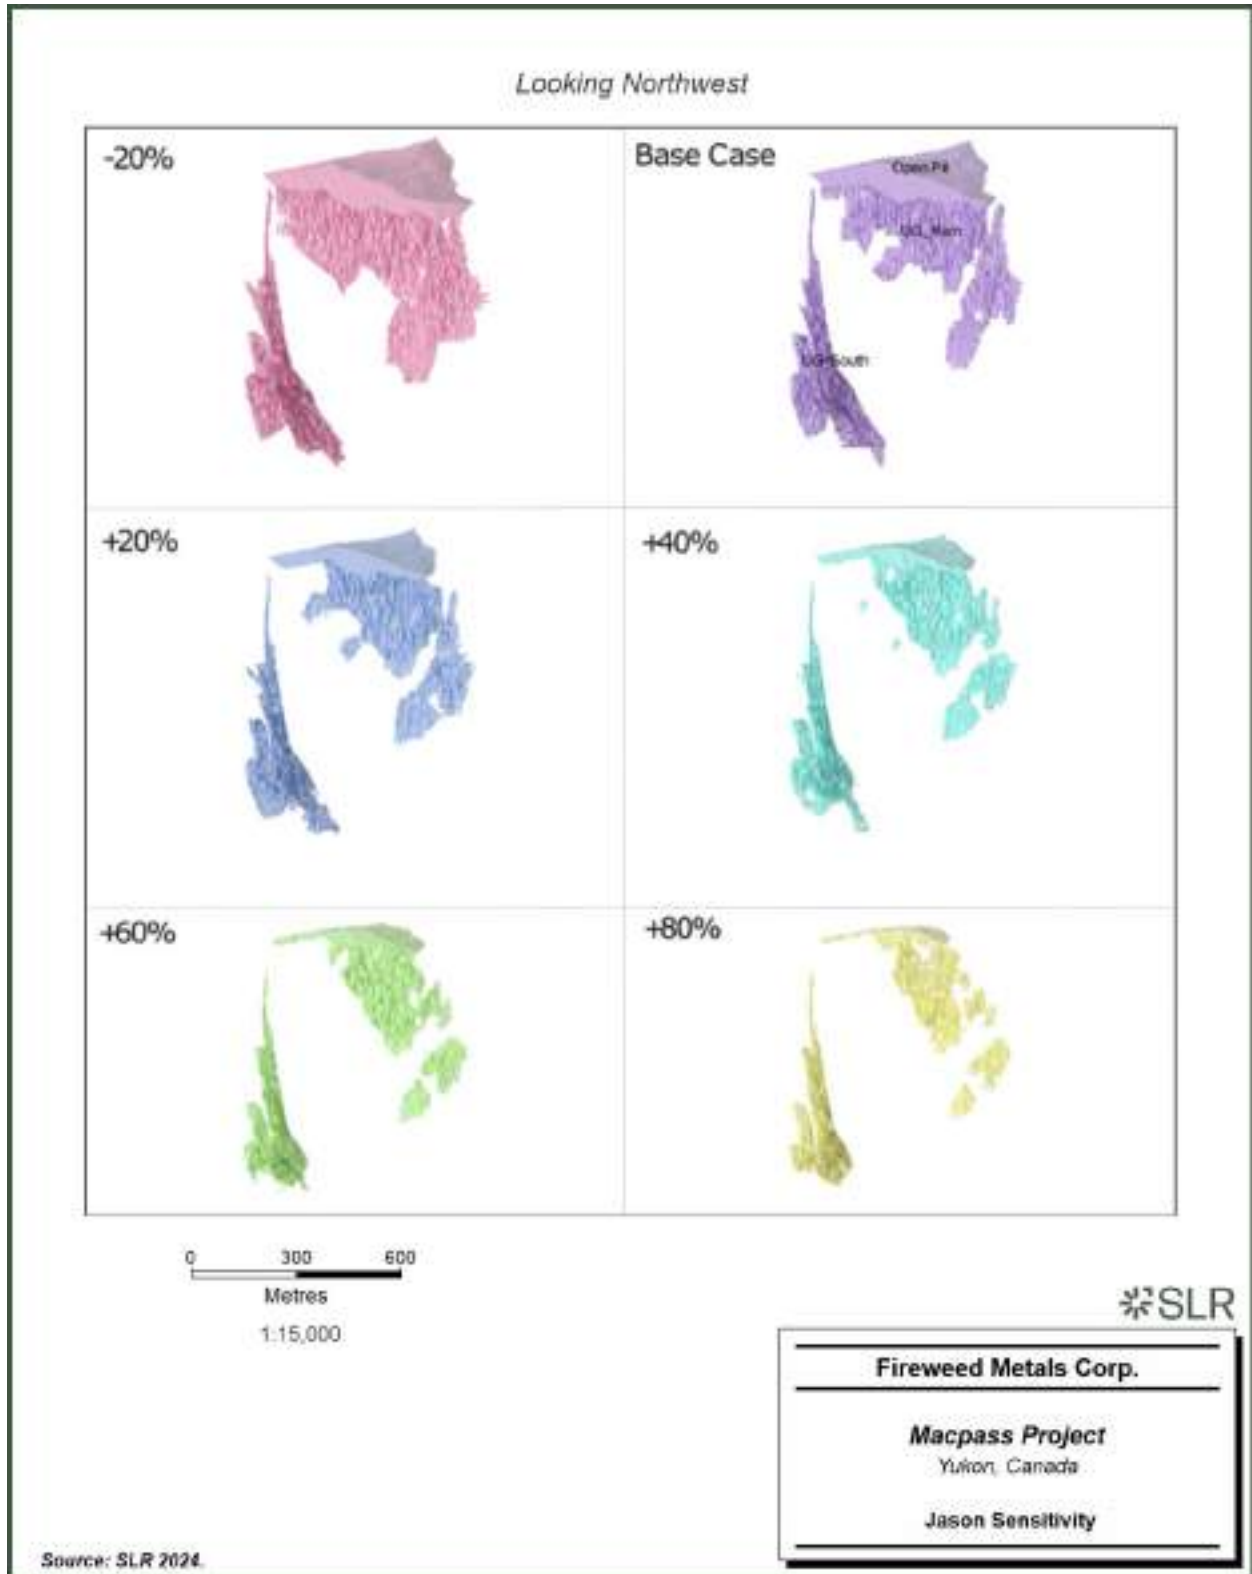 Looking Northwest
-20%
Base Case
Open Pit
UG_Main
UG-South
+20%
+40%
+60%
+80%
0 300 600
Metres
1:15,000
SLR
Fireweed Metals Corp.
Macpass Project
Yukon, Canada
Jason Sensitivity
Source: SLR 2024.